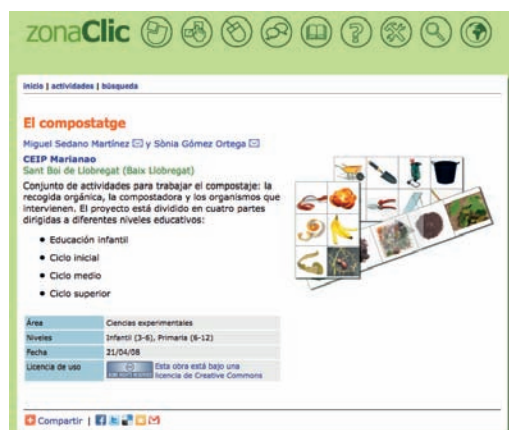 zonaClic
inicio | actividades | búsqueda
El compostatge
Miguel Sedano Martínez y Sònia Gómez Ortega
CEIP Marianao
Sant Boi de Llobregat (Baix Llobregat)
Conjunto de actividades para trabajar el compostaje: la
recogida orgánica, la compostadora y los organismos que
intervienen. El proyecto está dividido en cuatro partes
dirigidas a diferentes niveles educativos:
• Educación infantil
• Ciclo inicial
• Ciclo medio
• Ciclo superior
Área Ciencias experimentales
Niveles Infantil (3-6), Primaria (6-12)
Fecha 21/04/08
Licencia de uso Esta obra está bajo una
licencia de Creative Commons
Compartir |